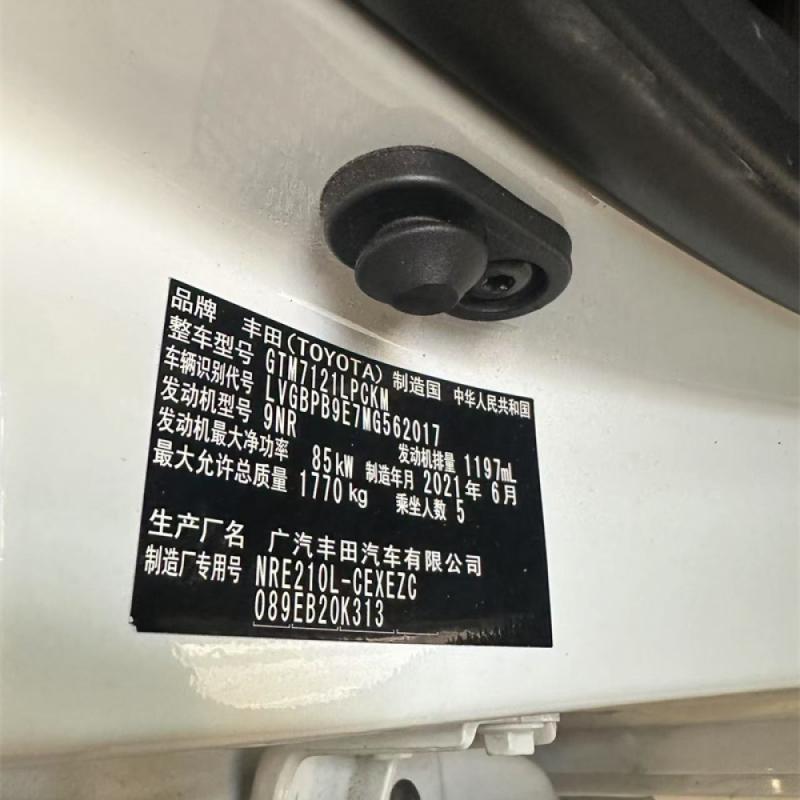 品牌 丰田(TOYOTA) 制造国 中华人民共和国
整车型号 GTM7121LPCKM
车辆识别代号 LVGBPB9E7MG562017
发动机型号 9NR 发动机排量 1197mL
发动机最大净功率 85kW 制造年月 2021年6月
最大允许总质量 1770kg 乘坐人数 5
生产厂名 广汽丰田汽车有限公司
制造厂专用号 NRE210L-CEXEZC
089EB20K313